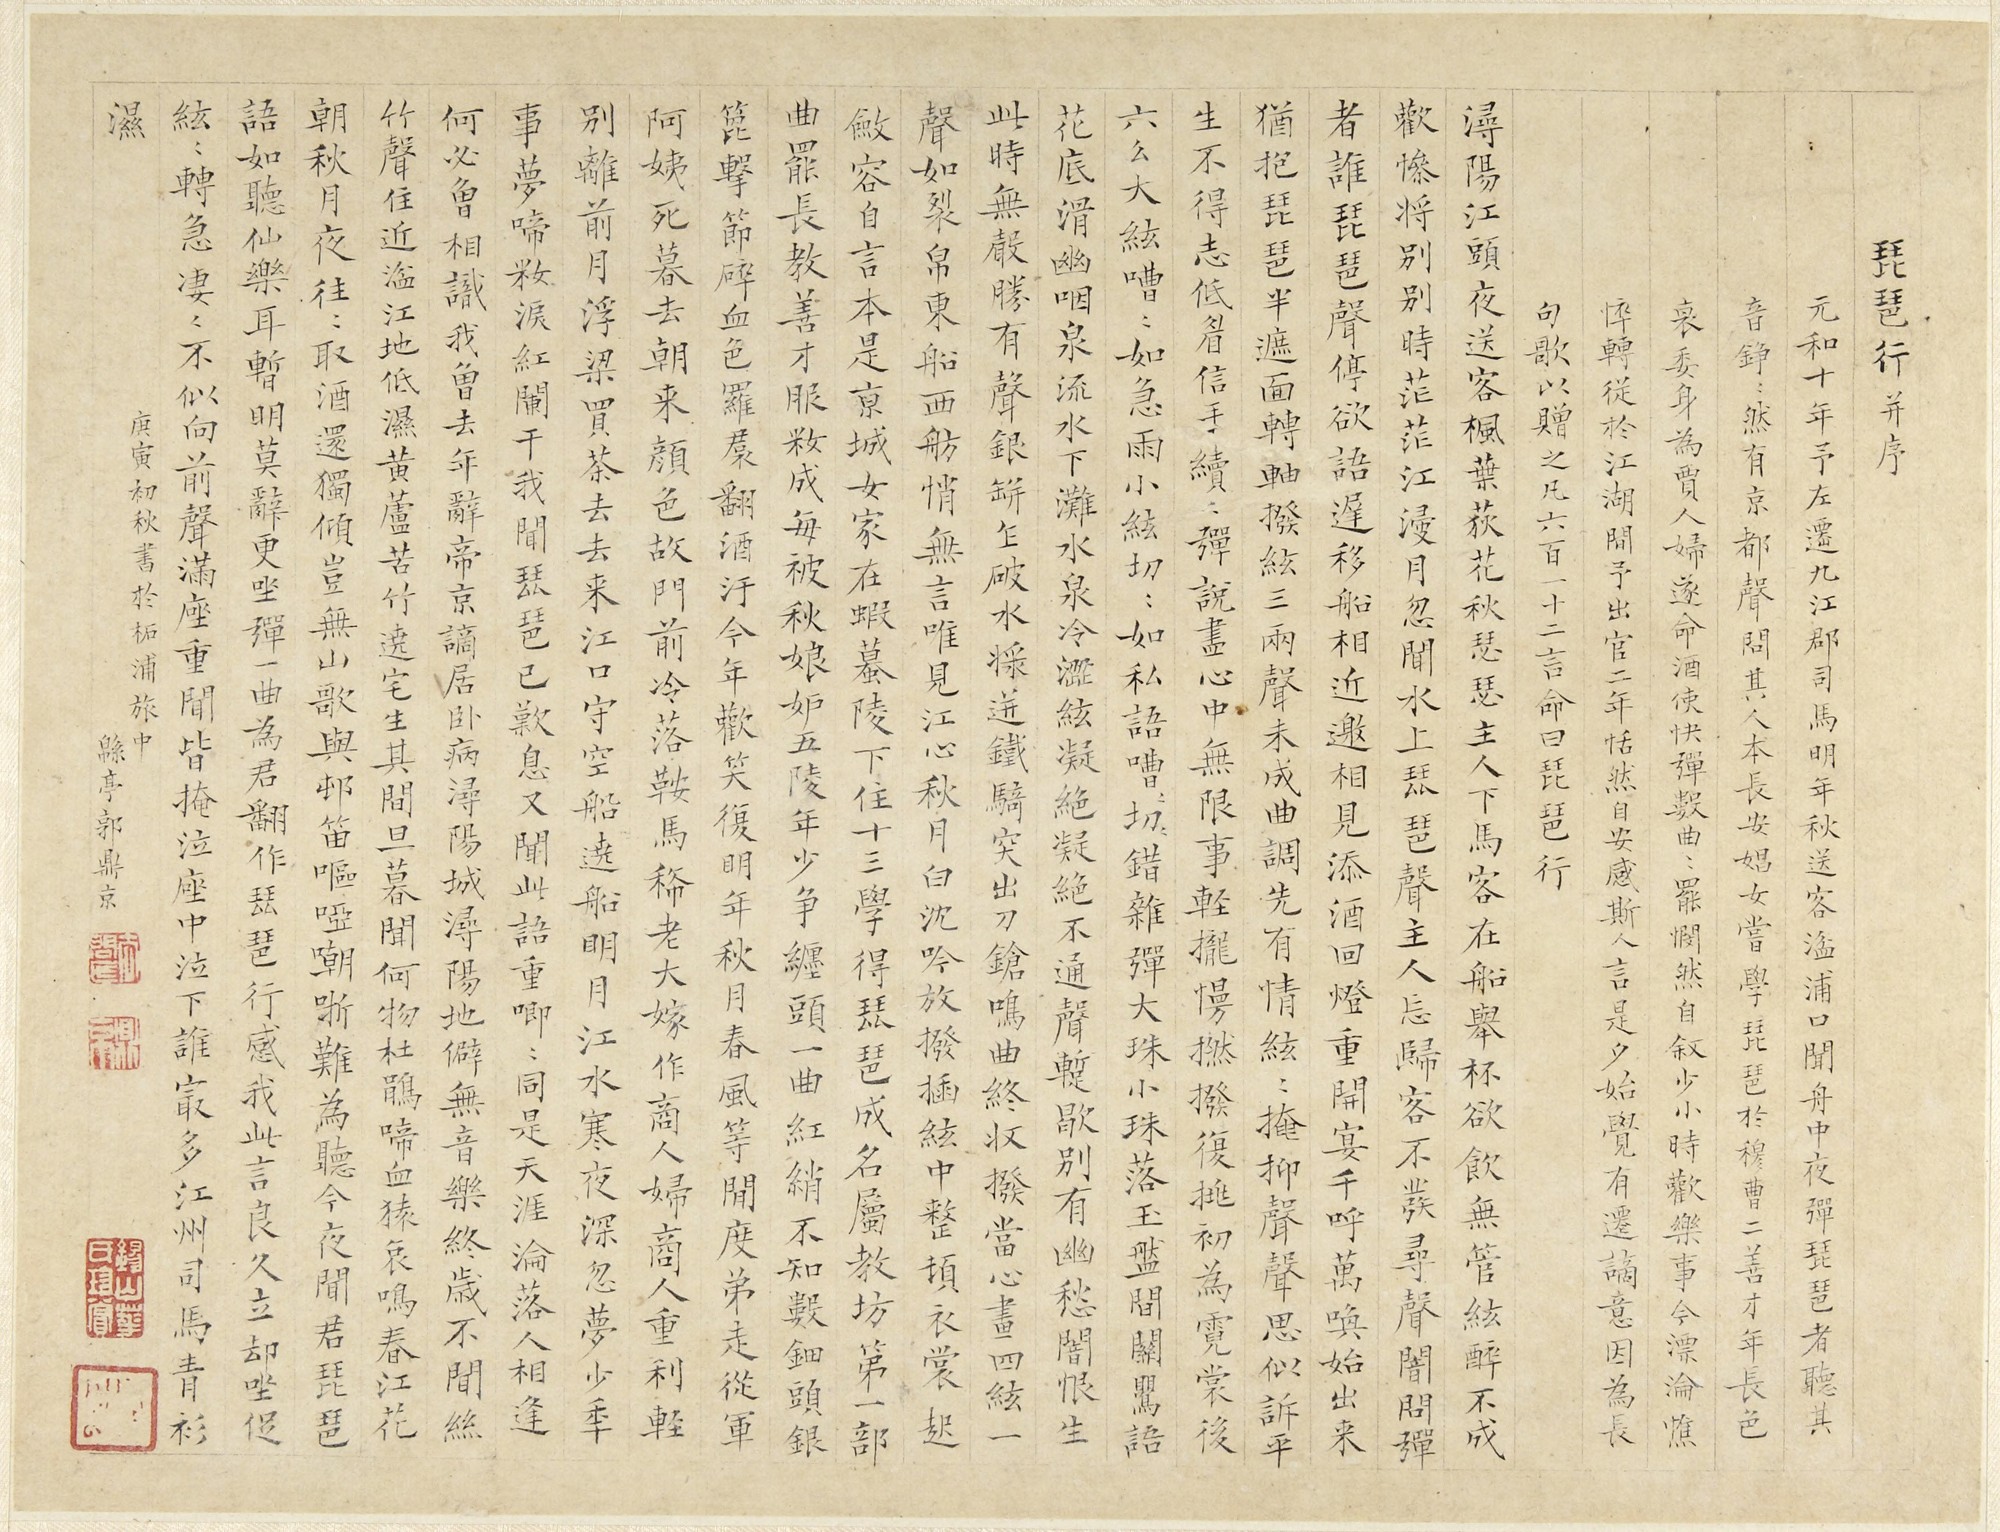 琵琶行并序
元和十年予左遷九江郡司馬明年秋送客湓浦口聞舟中夜彈琵琶者聽其
音錚〻然有京都聲問其人本長安娼女嘗學琵琶於穆曹二善才年長色
衰委身為賈人婦遂命酒使快彈數曲〻罷憫然自叙少小時歡樂事今漂淪憔
悴轉從於江湖間予出官二年恬然自安感斯人言是夕始覺有遷謫意因為長
句歌以贈之凡六百一十二言命曰琵琶行
潯陽江頭夜送客楓葉荻花秋瑟瑟主人下馬客在船舉杯欲飲無管絃醉不成
歡慘将別別時茫茫江浸月忽聞水上琵琶聲主人忘歸客不發尋聲闇問彈
者誰琵琶聲停欲語遲移船相近邀相見添酒回燈重開宴千呼萬喚始出来
猶抱琵琶半遮面轉軸撥絃三兩聲未成曲調先有情絃〻掩抑聲聲思似訴平
生不得志低眉信手續〻彈說盡心中無限事輕攏慢撚撥復挑初為霓裳後
六么大絃嘈〻如急雨小絃切〻如私語嘈〻切〻錯雜彈大珠小珠落玉盤間關鸎語
花底滑幽咽泉流水下灘水泉冷澀絃凝絶凝絶不通聲蹔歇別有幽愁闇恨生
此時無聲勝有聲銀缾乍破水漿迸鐵騎突出刀鎗鳴曲終収撥當心畫四絃一
聲如裂帛東船西舫悄無言唯見江心秋月白沈吟放撥插絃中整頓衣裳起
斂容自言本是亰城女家在蝦蟇陵下住十三學得琵琶成名屬教坊第一部
曲罷長教善才服妝成每被秋娘妒五陵年少争纏頭一曲紅綃不知數鈿頭銀
篦擊節碎血色羅裠翻酒汙今年歡笑復明年秋月春風等閒度弟走從軍
阿姨死暮去朝来顔色故門前冷落鞍馬稀老大嫁作商人婦商人重利輕
別離前月浮梁買茶去去来江口守空船遶船明月江水寒夜深忽夢少秊
事夢啼妝淚紅闌干我聞琵琶已歎息又聞此語重唧〻同是天涯淪落人相逢
何必曾相識我曾去年辭帝京謫居卧病潯陽城潯陽地僻無音樂終歲不聞絲
竹聲住近湓江地低濕黄蘆苦竹遶宅生其間旦暮聞何物杜鵑啼血猿哀鳴春江花
朝秋月夜往〻取酒還獨傾豈無山歌與邨笛嘔啞嘲哳難為聽今夜聞君琵琶
語如聽仙樂耳暫明莫辭更坐彈一曲為君翻作琵琶行感我此言良久立却坐促
絃〻轉急凄〻不似向前聲滿座重聞皆掩泣座中泣下誰冣多江州司馬青衫
濕
庚寅初秋書於柘浦旅中
緜亭郭鼎京